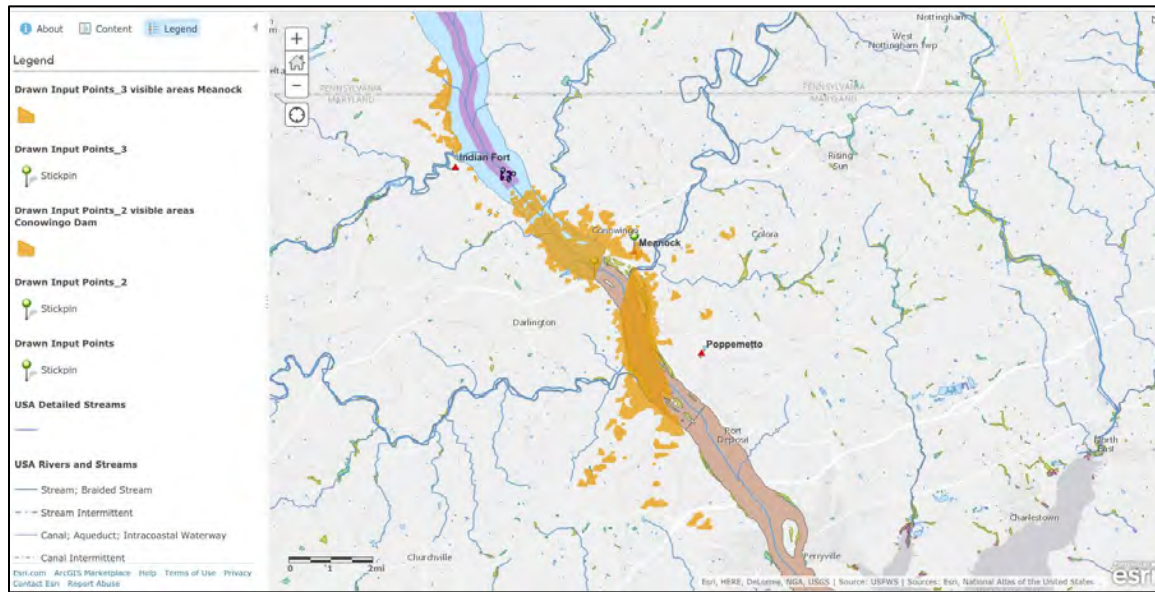 About Content Legend
Legend
Drawn Input Points_3 visible areas Meanock
Drawn Input Points_3
Stickpin
Drawn Input Points_2 visible areas
Conowingo Dam
Drawn Input Points_2
Stickpin
Drawn Input Points
Stickpin
USA Detailed Streams
USA Rivers and Streams
Stream; Braided Stream
Stream Intermittent
Canal; Aqueduct; Intracoastal Waterway
Canal Intermittent
Esri.com ArcGIS Marketplace Help Terms of Use Privacy
Contact Esri Report Abuse
Nottingham
West
Nottingham Twp
PENNSYLVANIA
MARYLAND
PENNSYLVANIA
MARYLAND
Rising
Sun
Indian Fort
Conowingo
Colora
Meanock
Darlington
Poppemetto
Port
Deposit
North
East
Charlestown
Churchville
Perryville
0 1 2mi
Esri, HERE, DeLorme, NGA, USGS | Source: USFWS | Sources: Esri, National Atlas of the United States
esri